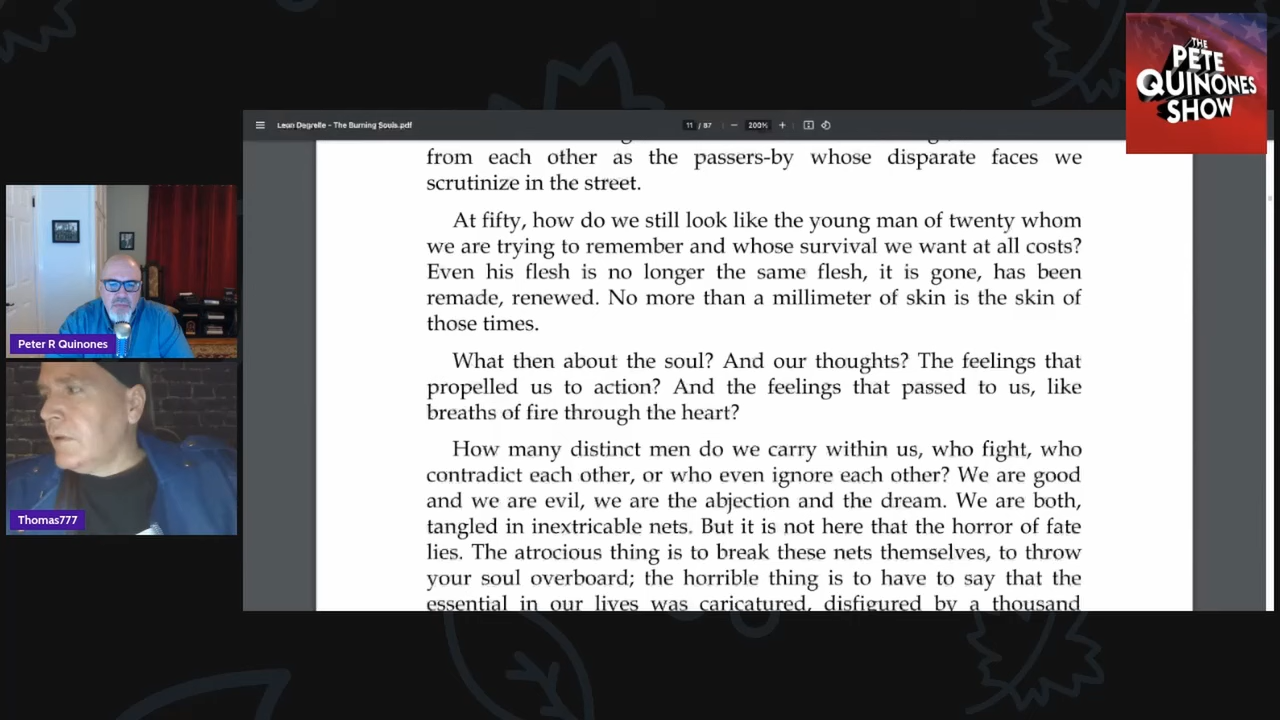 THE
PETE
QUINONES
SHOW
Leon Degrelle - The Burning Souls.pdf
11 / 87
200%
from each other as the passers-by whose disparate faces we
scrutinize in the street.
At fifty, how do we still look like the young man of twenty whom
we are trying to remember and whose survival we want at all costs?
Even his flesh is no longer the same flesh, it is gone, has been
remade, renewed. No more than a millimeter of skin is the skin of
those times.
What then about the soul? And our thoughts? The feelings that
propelled us to action? And the feelings that passed to us, like
breaths of fire through the heart?
How many distinct men do we carry within us, who fight, who
contradict each other, or who even ignore each other? We are good
and we are evil, we are the abjection and the dream. We are both,
tangled in inextricable nets. But it is not here that the horror of fate
lies. The atrocious thing is to break these nets themselves, to throw
your soul overboard; the horrible thing is to have to say that the
essential in our lives was caricatured, disfigured by a thousand
Peter R Quinones
Thomas777